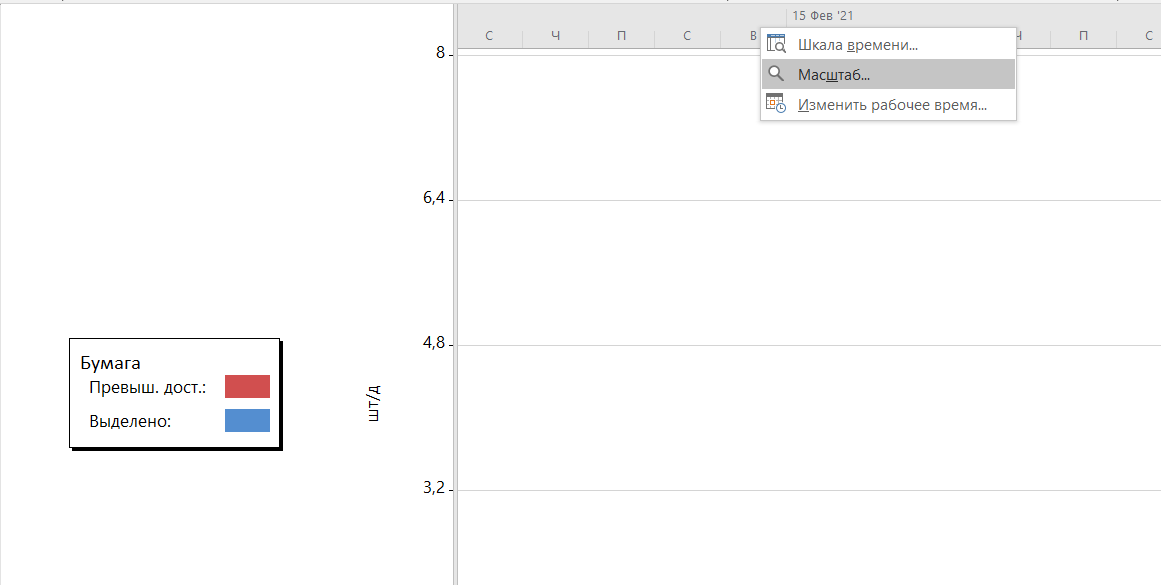 15 Фев '21
С Ч П С В Ч П С
Шкала времени...
Масштаб...
Изменить рабочее время...
8
6,4
4,8
3,2
шт/д
Бумага
Превыш. дост.:
Выделено: